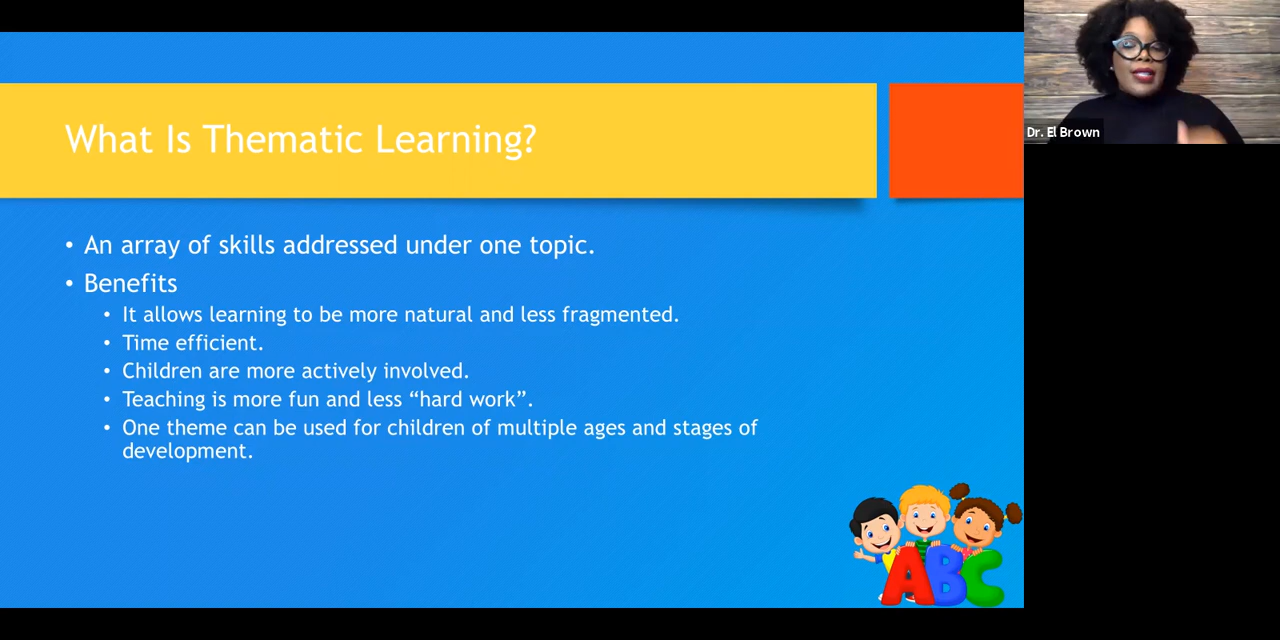 What Is Thematic Learning?
• An array of skills addressed under one topic.
• Benefits
• It allows learning to be more natural and less fragmented.
• Time efficient.
• Children are more actively involved.
• Teaching is more fun and less “hard work”.
• One theme can be used for children of multiple ages and stages of
development.
ABC
Dr. El Brown